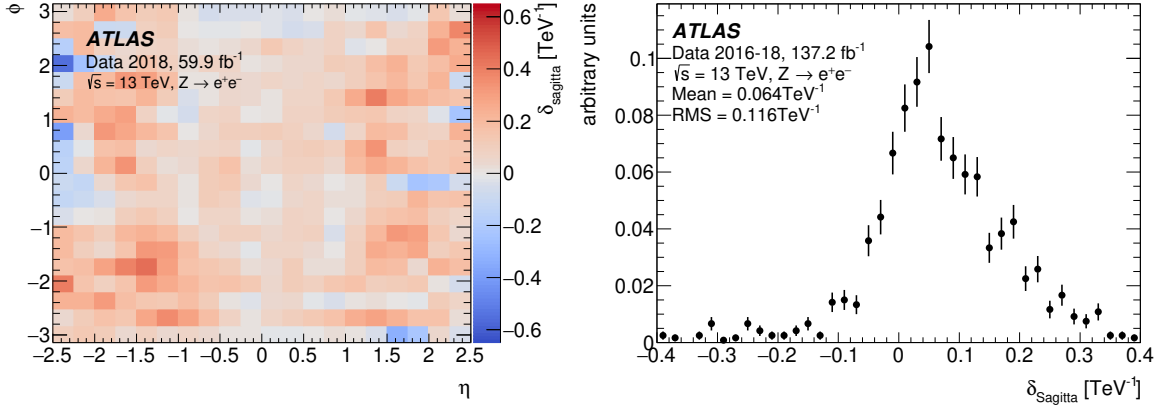 ϕ
3
2
1
0
−1
−2
−3
ATLAS
Data 2018, 59.9 fb⁻¹
√s = 13 TeV, Z → e⁺e⁻
−2.5 −2 −1.5 −1 −0.5 0 0.5 1 1.5 2 2.5
η
0.6
0.4
0.2
0
−0.2
−0.4
−0.6
δsagitta [TeV⁻¹]
arbitrary units
0.1
0.08
0.06
0.04
0.02
0
ATLAS
Data 2016-18, 137.2 fb⁻¹
√s = 13 TeV, Z → e⁺e⁻
Mean = 0.064TeV⁻¹
RMS = 0.116TeV⁻¹
−0.4 −0.3 −0.2 −0.1 0 0.1 0.2 0.3 0.4
δSagitta [TeV⁻¹]